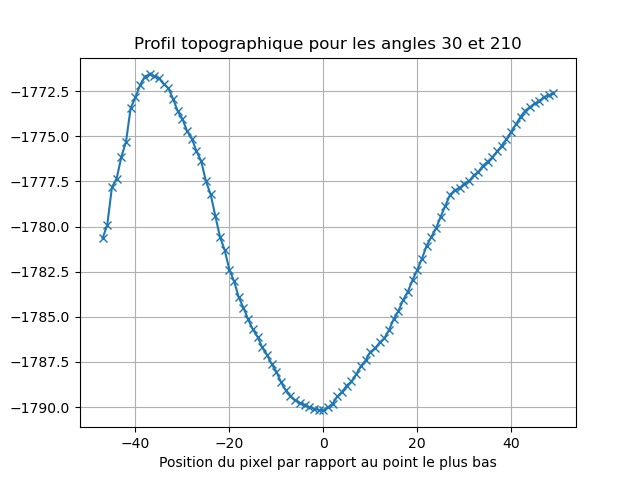 Profil topographique pour les angles 30 et 210
−1772.5
−1775.0
−1777.5
−1780.0
−1782.5
−1785.0
−1787.5
−1790.0
−40 −20 0 20 40
Position du pixel par rapport au point le plus bas